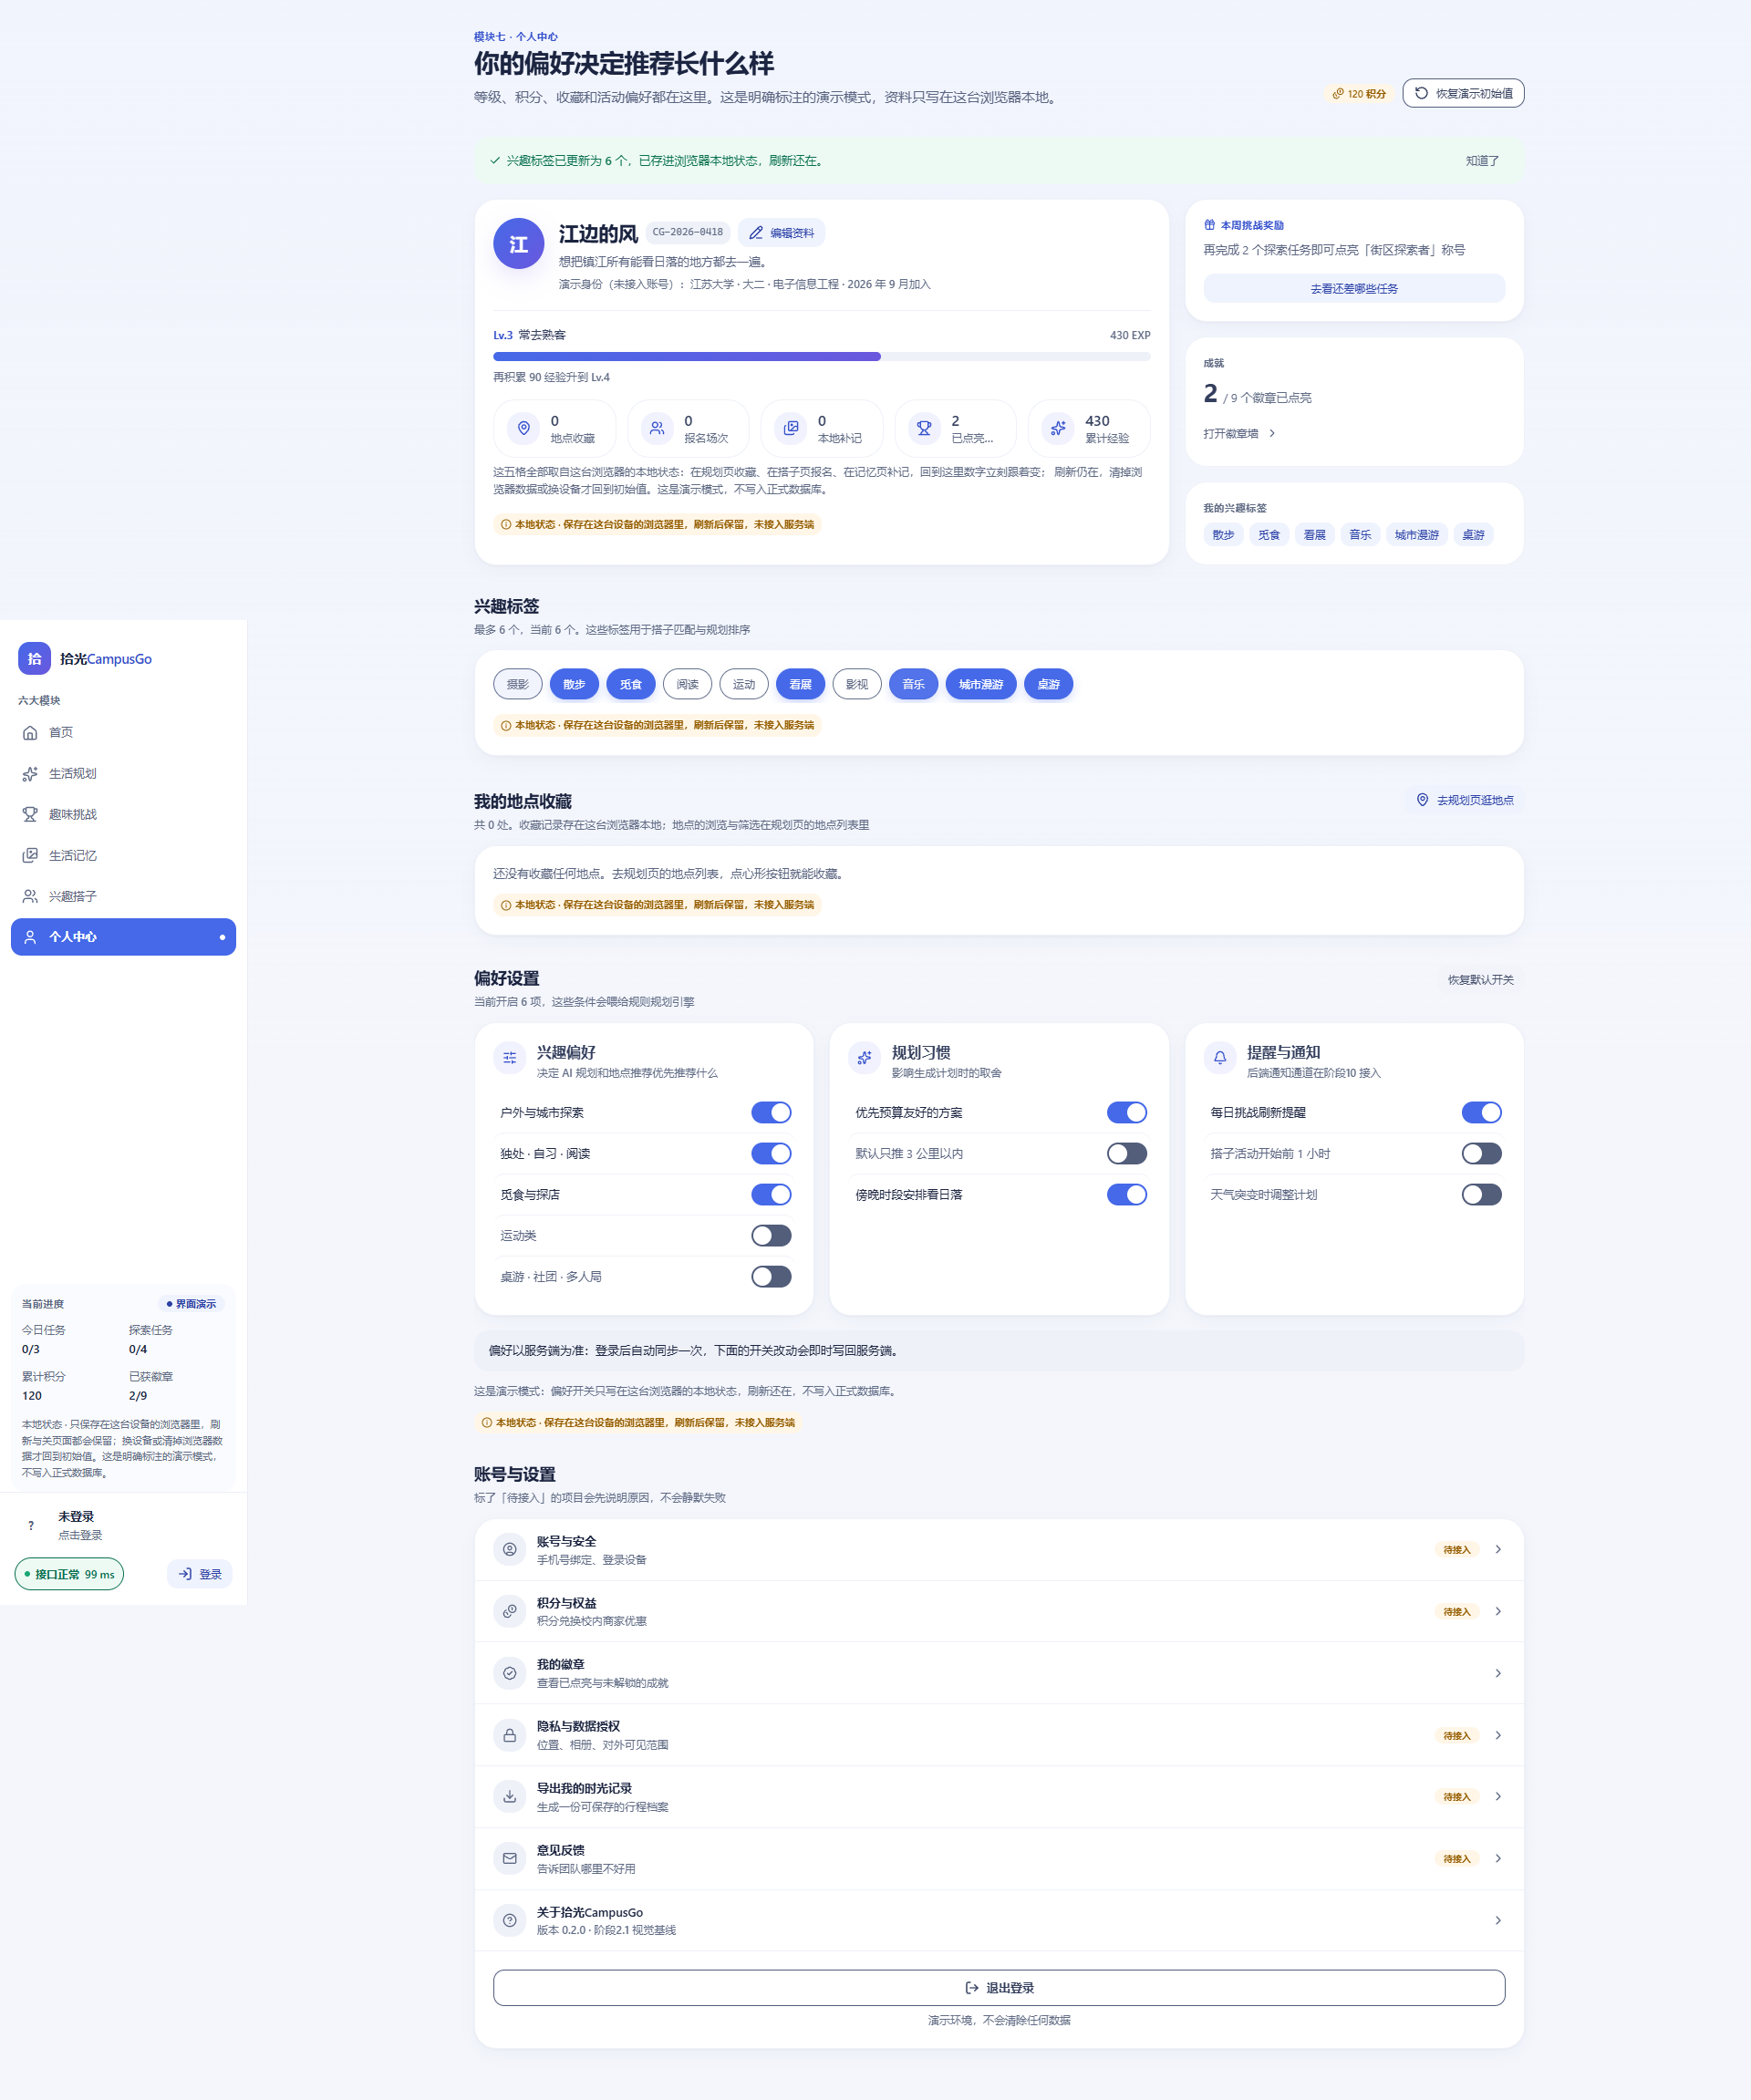 模块七 · 个人中心
你的偏好决定推荐长什么样
等级、积分、收藏和活动偏好都在这里。这是明确标注的演示模式，资料只写在这台浏览器本地。
120 积分
恢复演示初始值
兴趣标签已更新为 6 个，已存进浏览器本地状态，刷新还在。
知道了
江
江边的风
CG-2026-0418
编辑资料
想把镇江所有能看日落的地方都去一遍。
演示身份（未接入账号）：江苏大学 · 大二 · 电子信息工程 · 2026 年 9 月加入
Lv.3 常去熟客
430 EXP
再积累 90 经验升到 Lv.4
0
地点收藏
0
报名场次
0
本地补记
2
已点亮...
430
累计经验
这五格全部取自这台浏览器的本地状态：在规划页收藏、在搭子页报名、在记忆页补记，回到这里数字立刻跟着变； 刷新仍在，清掉浏
览器数据或换设备才回到初始值。这是演示模式，不写入正式数据库。
本地状态 · 保存在这台设备的浏览器里，刷新后保留，未接入服务端
本周挑战奖励
再完成 2 个探索任务即可点亮「街区探索者」称号
去看还差哪些任务
成就
2 / 9 个徽章已点亮
打开徽章墙
我的兴趣标签
散步
觅食
看展
音乐
城市漫游
桌游
兴趣标签
最多 6 个，当前 6 个。这些标签用于搭子匹配与规划排序
摄影
散步
觅食
阅读
运动
看展
影视
音乐
城市漫游
桌游
本地状态 · 保存在这台设备的浏览器里，刷新后保留，未接入服务端
我的地点收藏
去规划页逛地点
共 0 处。收藏记录存在这台浏览器本地；地点的浏览与筛选在规划页的地点列表里
还没有收藏任何地点。去规划页的地点列表，点心形按钮就能收藏。
本地状态 · 保存在这台设备的浏览器里，刷新后保留，未接入服务端
偏好设置
恢复默认开关
当前开启 6 项，这些条件会喂给规则规划引擎
兴趣偏好
决定 AI 规划和地点推荐优先推荐什么
户外与城市探索
独处 · 自习 · 阅读
觅食与探店
运动类
桌游 · 社团 · 多人局
规划习惯
影响生成计划时的取舍
优先预算友好的方案
默认只推 3 公里以内
傍晚时段安排看日落
提醒与通知
后端通知通道在阶段10 接入
每日挑战刷新提醒
搭子活动开始前 1 小时
天气突变时调整计划
偏好以服务端为准：登录后自动同步一次，下面的开关改动会即时写回服务端。
这是演示模式：偏好开关只写在这台浏览器的本地状态，刷新还在，不写入正式数据库。
本地状态 · 保存在这台设备的浏览器里，刷新后保留，未接入服务端
账号与设置
标了「待接入」的项目会先说明原因，不会静默失败
账号与安全
手机号绑定、登录设备
待接入
积分与权益
积分兑换校内商家优惠
待接入
我的徽章
查看已点亮与未解锁的成就
隐私与数据授权
位置、相册、对外可见范围
待接入
导出我的时光记录
生成一份可保存的行程档案
待接入
意见反馈
告诉团队哪里不好用
待接入
关于拾光CampusGo
版本 0.2.0 · 阶段2.1 视觉基线
退出登录
演示环境，不会清除任何数据
拾
拾光CampusGo
六大模块
首页
生活规划
趣味挑战
生活记忆
兴趣搭子
个人中心
当前进度
界面演示
今日任务
探索任务
0/3
0/4
累计积分
已获徽章
120
2/9
本地状态 · 只保存在这台设备的浏览器里，刷
新与关页面都会保留；换设备或清掉浏览器数
据才回到初始值。这是明确标注的演示模式，
不写入正式数据库。
?
未登录
点击登录
接口正常 99 ms
登录